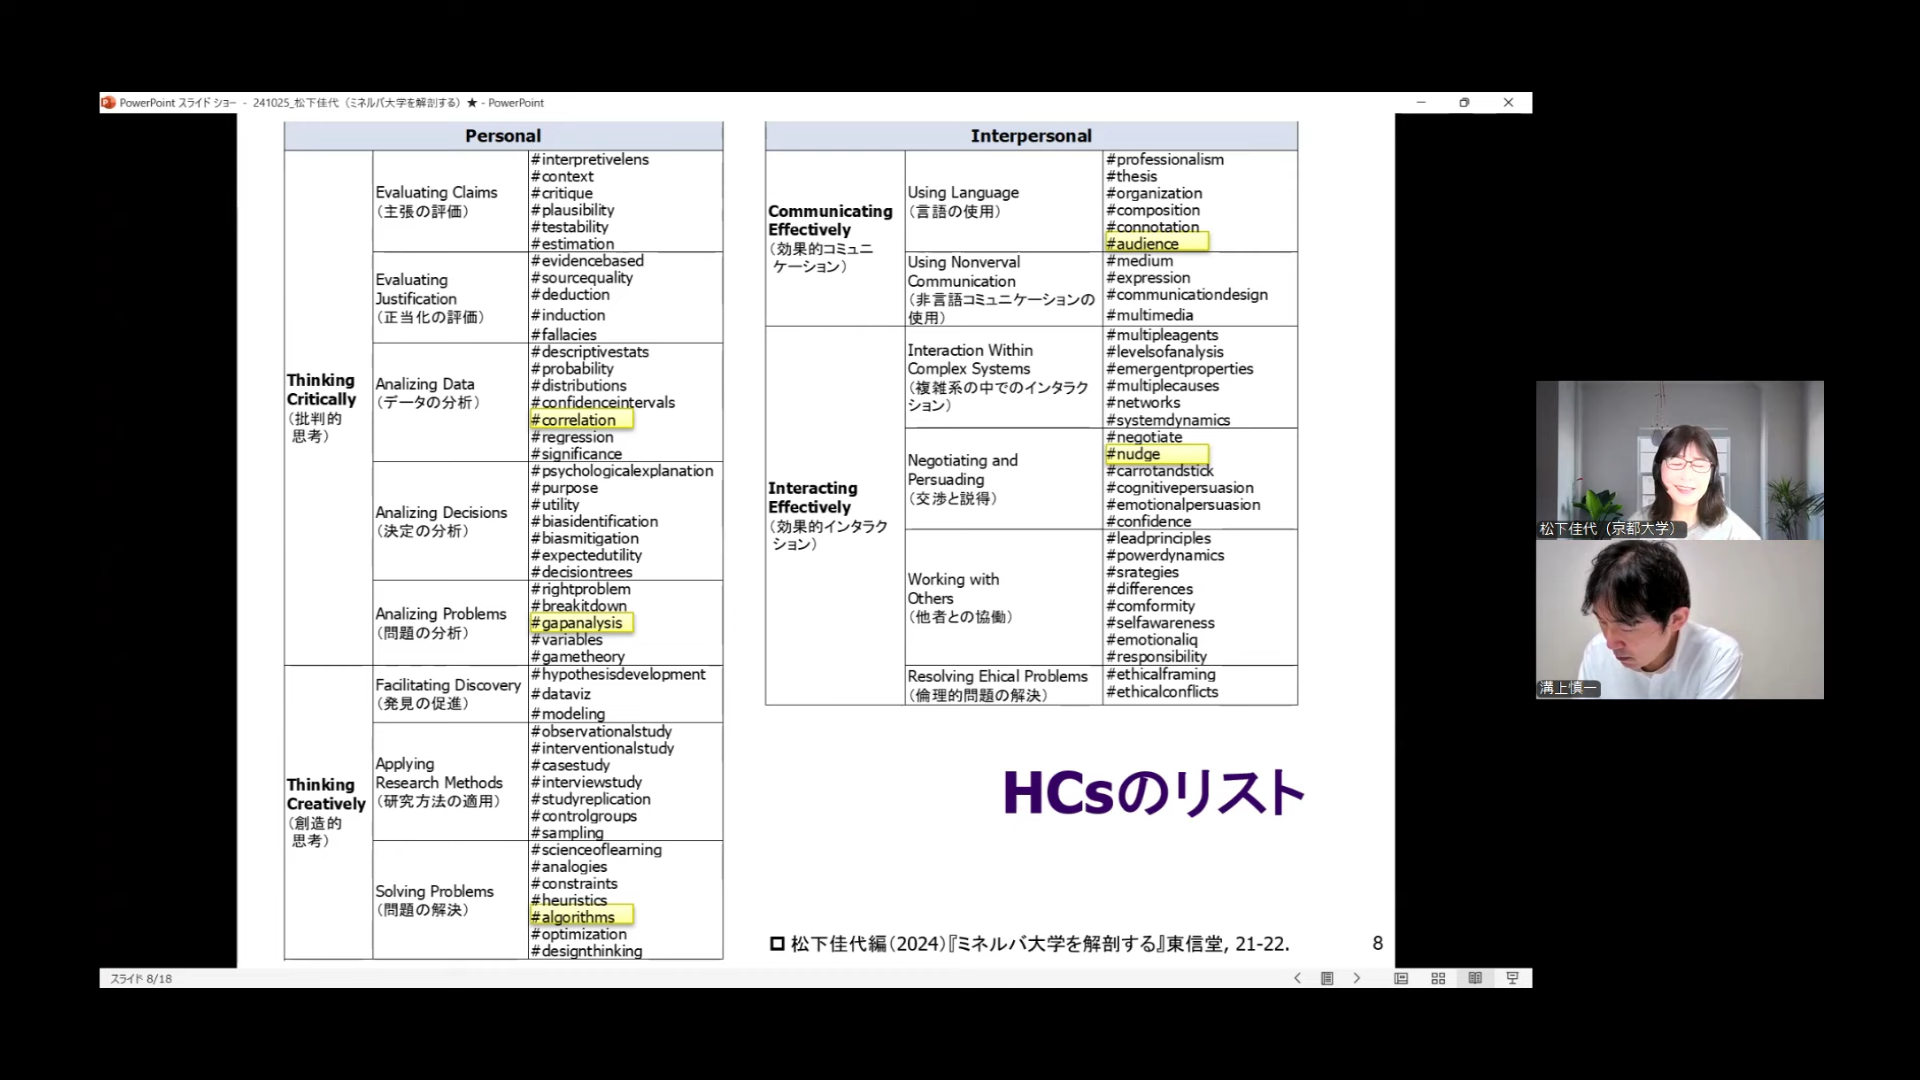 PowerPoint スライド ショー - 241025_松下佳代（ミネルバ大学を解剖する）★ - PowerPoint
Personal
Thinking
Critically
（批判的
思考）
Evaluating Claims
（主張の評価）
#interpretivelens
#context
#critique
#plausibility
#testability
#estimation
Evaluating
Justification
（正当化の評価）
#evidencebased
#sourcequality
#deduction
#induction
#fallacies
Analizing Data
（データの分析）
#descriptivestats
#probability
#distributions
#confidenceintervals
#correlation
#regression
#significance
Analizing Decisions
（決定の分析）
#psychologicalexplanation
#purpose
#utility
#biasidentification
#biasmitigation
#expectedutility
#decisiontrees
Analizing Problems
（問題の分析）
#rightproblem
#breakitdown
#gapanalysis
#variables
#gametheory
Thinking
Creatively
（創造的
思考）
Facilitating Discovery
（発見の促進）
#hypothesisdevelopment
#dataviz
#modeling
Applying
Research Methods
（研究方法の適用）
#observationalstudy
#interventionalstudy
#casestudy
#interviewstudy
#studyreplication
#controlgroups
#sampling
Solving Problems
（問題の解決）
#scienceoflearning
#analogies
#constraints
#heuristics
#algorithms
#optimization
#designthinking
Interpersonal
Communicating
Effectively
（効果的コミュニ
ケーション）
Using Language
（言語の使用）
#professionalism
#thesis
#organization
#composition
#connotation
#audience
Using Nonverval
Communication
（非言語コミュニケーションの
使用）
#medium
#expression
#communicationdesign
#multimedia
Interacting
Effectively
（効果的インタラク
ション）
Interaction Within
Complex Systems
（複雑系の中でのインタラク
ション）
#multipleagents
#levelsofanalysis
#emergentproperties
#multiplecauses
#networks
#systemdynamics
Negotiating and
Persuading
（交渉と説得）
#negotiate
#nudge
#carrotandstick
#cognitivepersuasion
#emotionalpersuasion
#confidence
Working with
Others
（他者との協働）
#leadprinciples
#powerdynamics
#srategies
#differences
#comformity
#selfawareness
#emotionaliq
#responsibility
Resolving Ehical Problems
（倫理的問題の解決）
#ethicalframing
#ethicalconflicts
HCsのリスト
松下佳代編（2024）『ミネルバ大学を解剖する』東信堂, 21-22.
8
スライド 8/18
松下佳代（京都大学）
溝上慎一